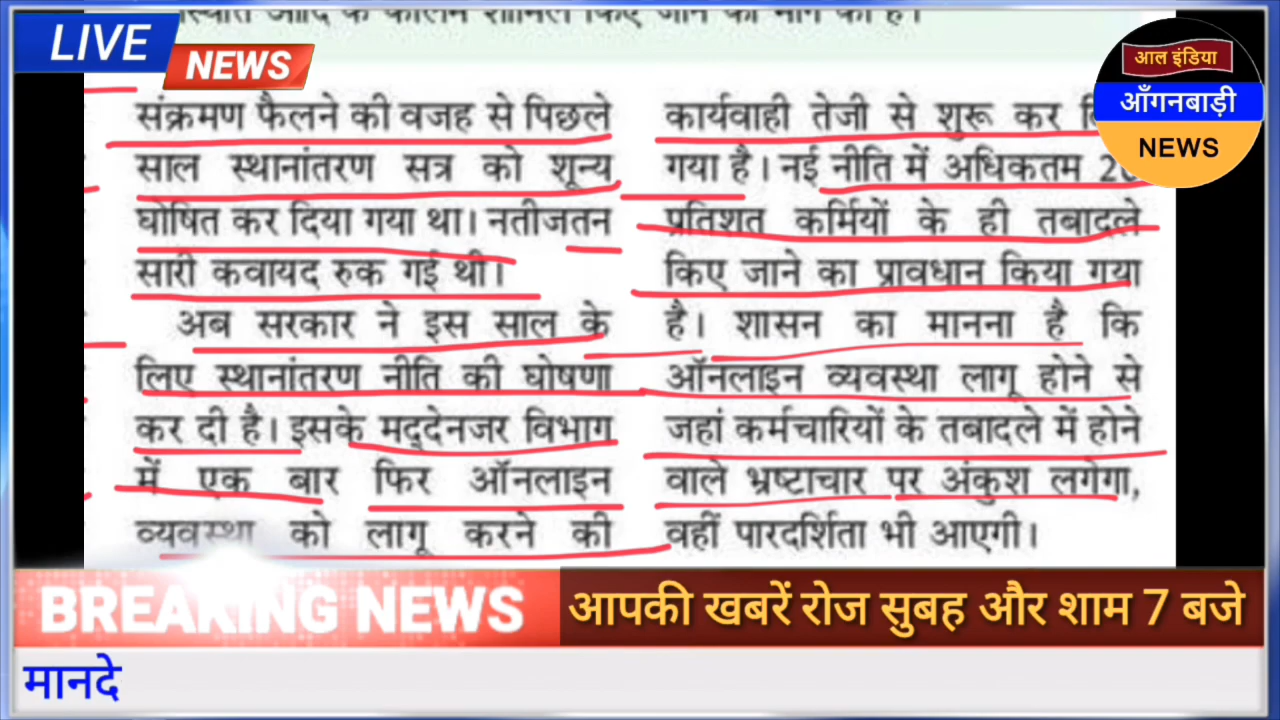 LIVE
NEWS
आल इंडिया
आँगनबाड़ी
NEWS
संक्रमण फैलने की वजह से पिछले
साल स्थानांतरण सत्र को शून्य
घोषित कर दिया गया था। नतीजतन
सारी कवायद रुक गई थी।
अब सरकार ने इस साल के
लिए स्थानांतरण नीति की घोषणा
कर दी है। इसके मद्देनजर विभाग
में एक बार फिर ऑनलाइन
व्यवस्था को लागू करने की
कार्यवाही तेजी से शुरू कर
गया है। नई नीति में अधिकतम
प्रतिशत कर्मियों के ही तबादले
किए जाने का प्रावधान किया गया
है। शासन का मानना है कि
ऑनलाइन व्यवस्था लागू होने से
जहां कर्मचारियों के तबादले में होने
वाले भ्रष्टाचार पर अंकुश लगेगा,
वहीं पारदर्शिता भी आएगी।
BREAKING NEWS
आपकी खबरें रोज सुबह और शाम 7 बजे
मानदे